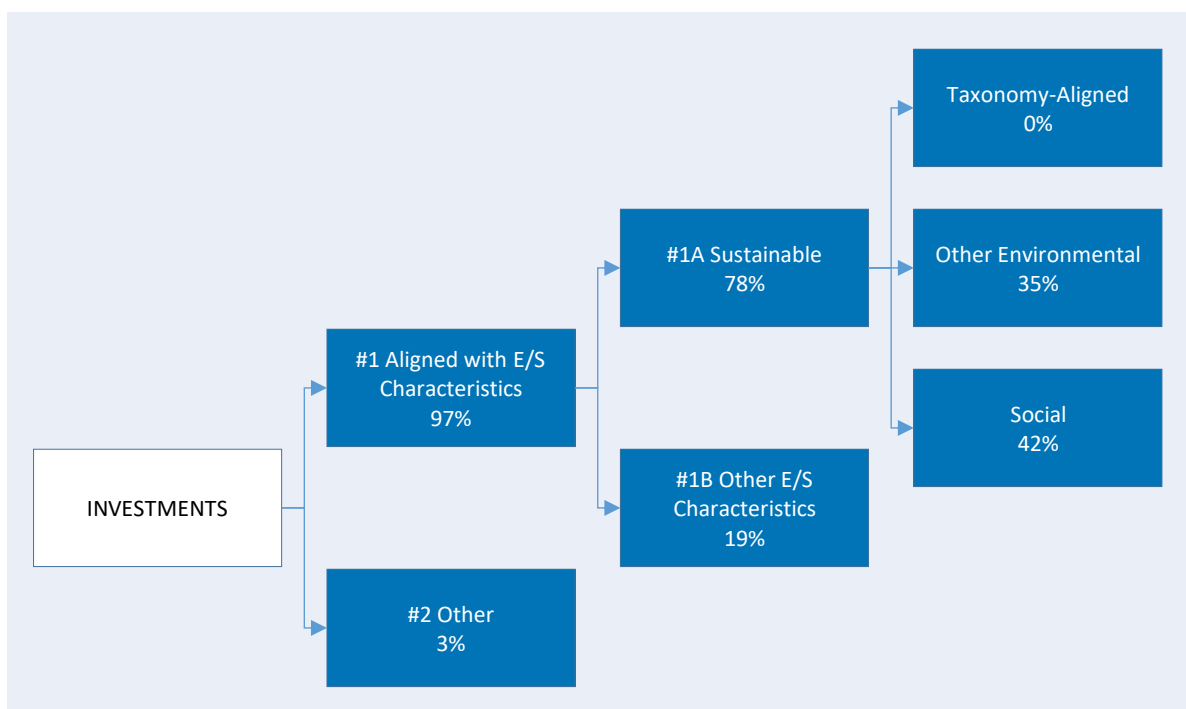 INVESTMENTS
#1 Aligned with E/S
Characteristics
97%
#2 Other
3%
#1A Sustainable
78%
#1B Other E/S
Characteristics
19%
Taxonomy-Aligned
0%
Other Environmental
35%
Social
42%